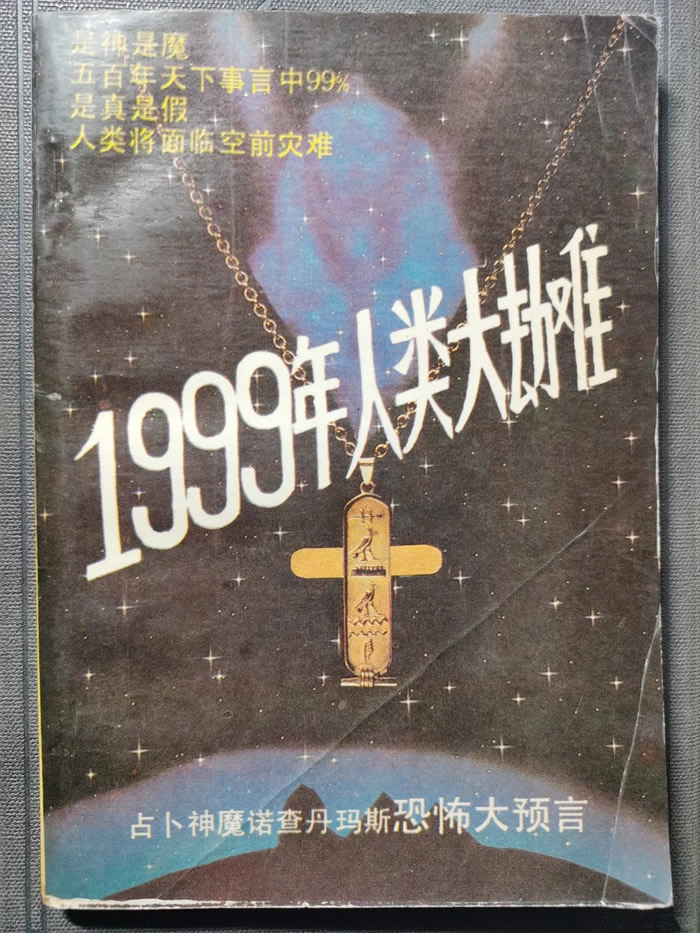 是神是魔
五百年天下事言中99%
是真是假
人类将面临空前灾难
1999年人类大劫难
占卜神魔诺查丹玛斯恐怖大预言